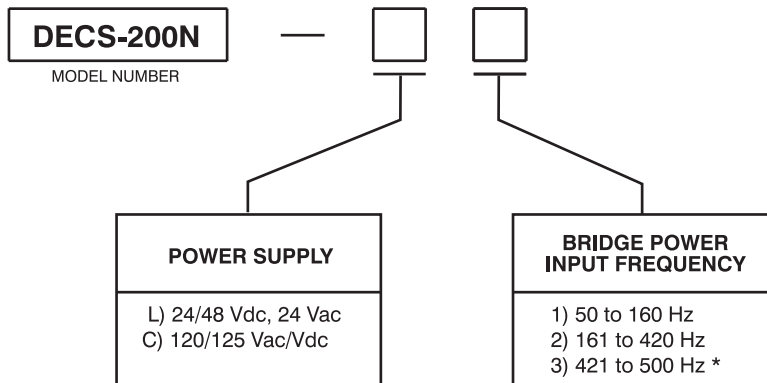 DECS-200N —
MODEL NUMBER
POWER SUPPLY
L) 24/48 Vdc, 24 Vac
C) 120/125 Vac/Vdc
BRIDGE POWER
INPUT FREQUENCY
1) 50 to 160 Hz
2) 161 to 420 Hz
3) 421 to 500 Hz *